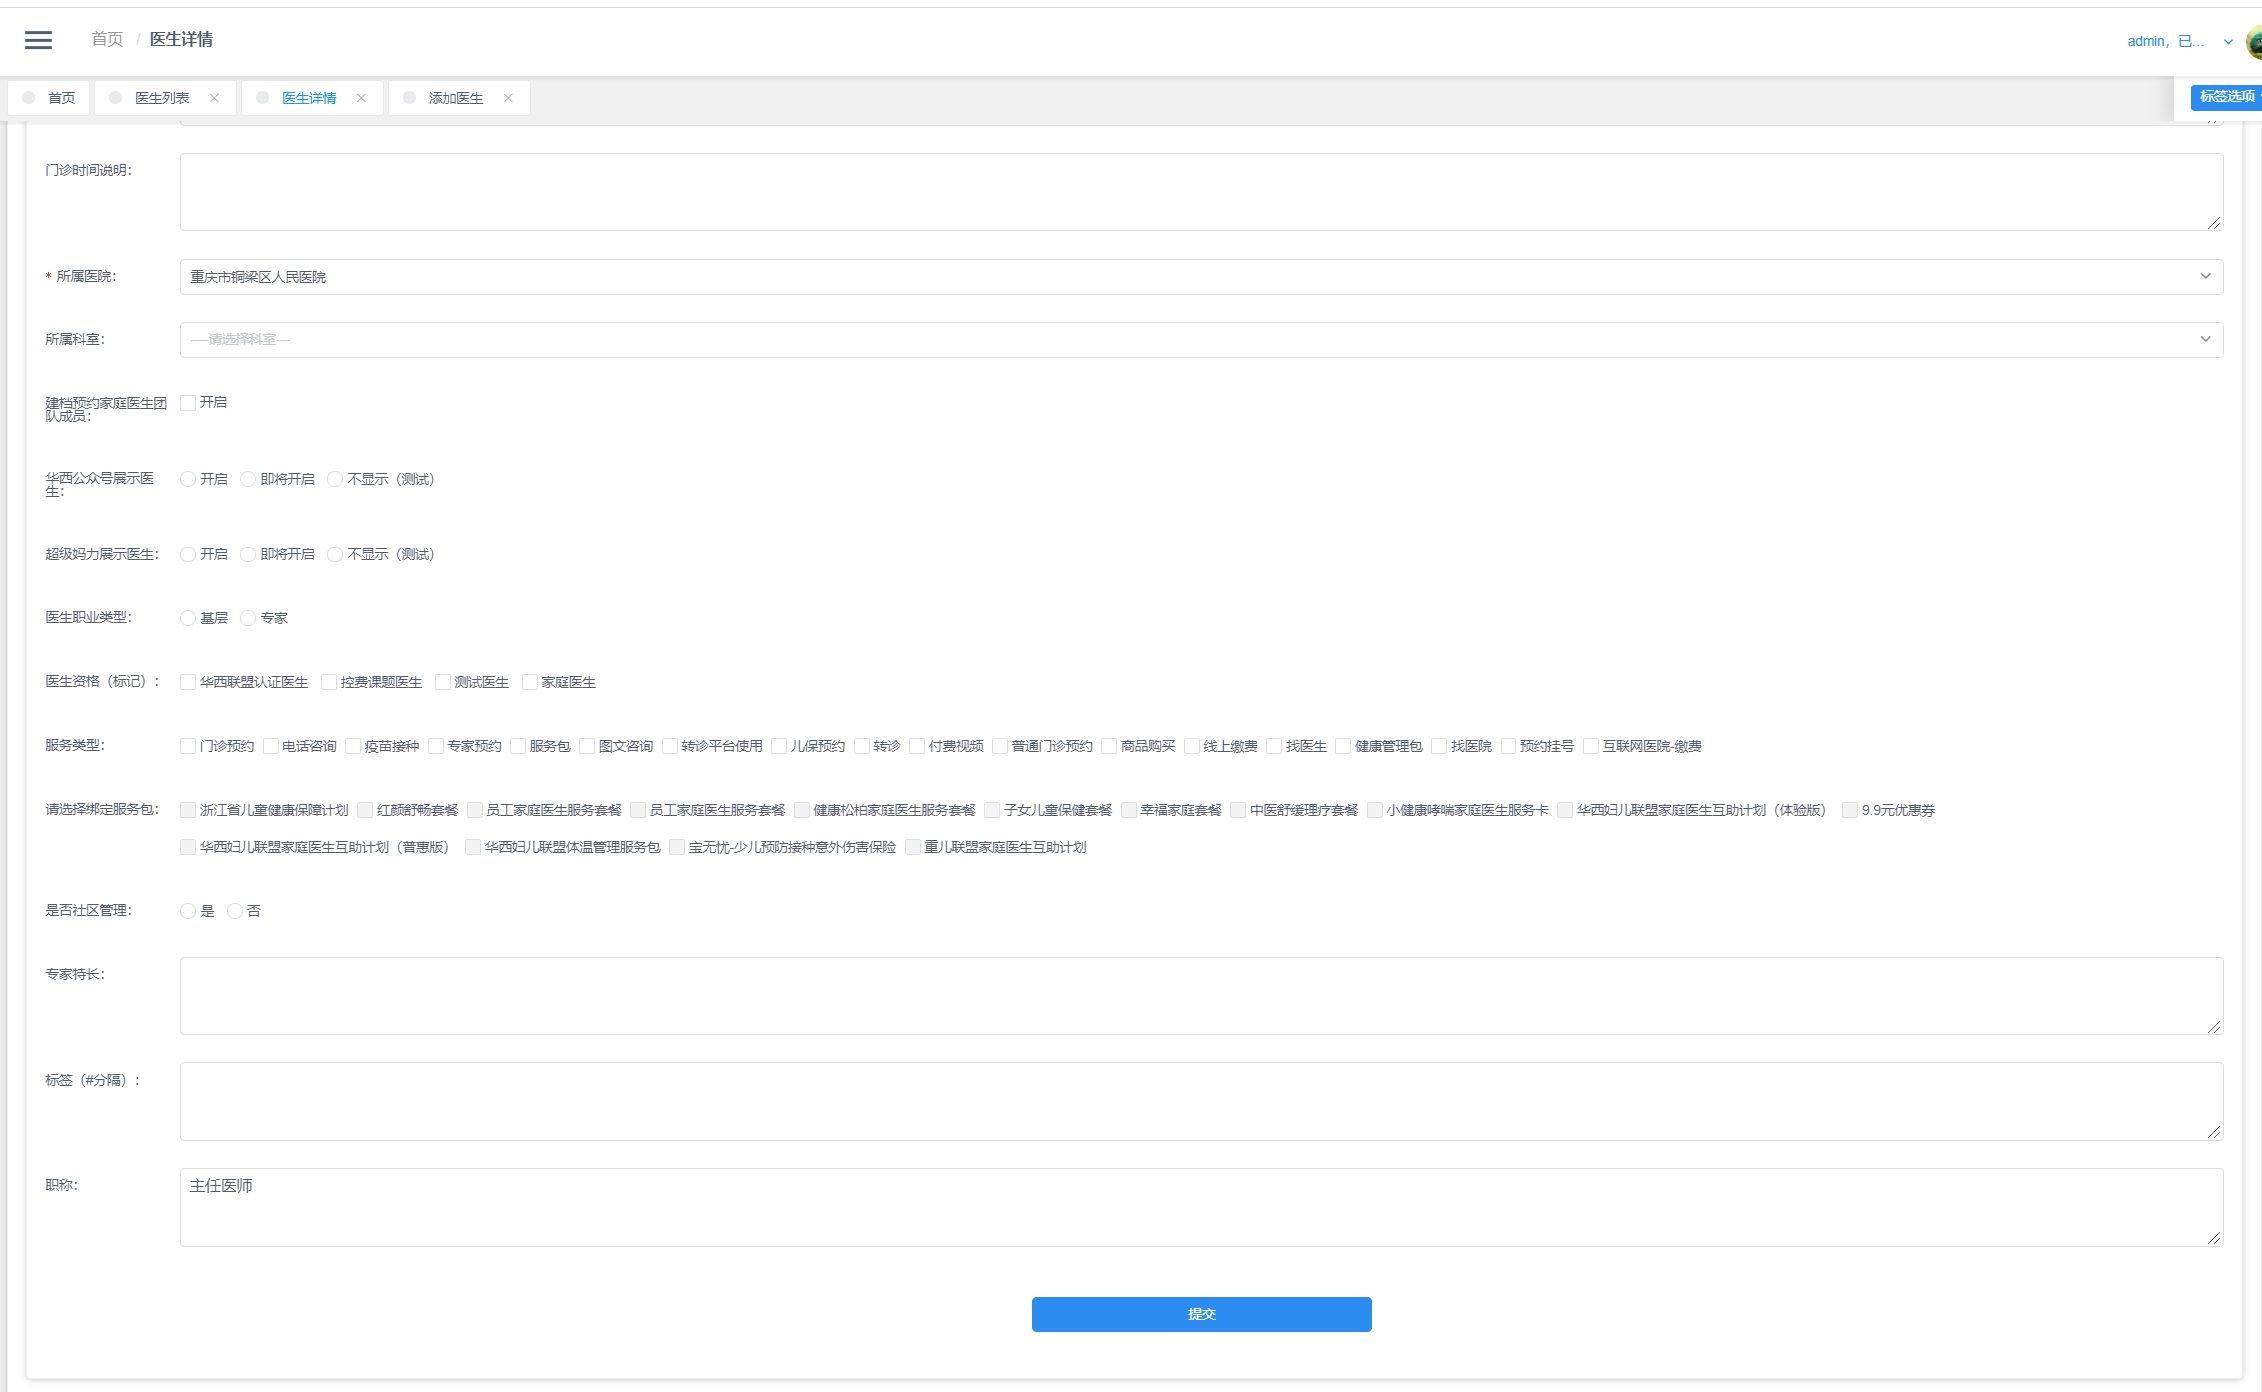 首页 / 医生详情
admin，已...
首页 医生列表 医生详情 添加医生 标签选项
门诊时间说明：
* 所属医院： 重庆市铜梁区人民医院
所属科室： ----请选择科室---
建档预约家庭医生团队成员： 开启
华西公众号展示医生： 开启 即将开启 不显示（测试）
超级妈力展示医生： 开启 即将开启 不显示（测试）
医生职业类型： 基层 专家
医生资格（标记）： 华西联盟认证医生 控费课题医生 测试医生 家庭医生
服务类型： 门诊预约 电话咨询 疫苗接种 专家预约 服务包 图文咨询 转诊平台使用 儿保预约 转诊 付费视频 普通门诊预约 商品购买 线上缴费 找医生 健康管理包 找医院 预约挂号 互联网医院-缴费
请选择绑定服务包： 浙江省儿童健康保障计划 红颜舒畅套餐 员工家庭医生服务套餐 员工家庭医生服务套餐 健康松柏家庭医生服务套餐 子女儿童保健套餐 幸福家庭套餐 中医舒缓理疗套餐 小健康哮喘家庭医生服务卡 华西妇儿联盟家庭医生互助计划（体验版） 9.9元优惠券
华西妇儿联盟家庭医生互助计划（普惠版） 华西妇儿联盟体温管理服务包 宝无忧-少儿预防接种意外伤害保险 重儿联盟家庭医生互助计划
是否社区管理： 是 否
专家特长：
标签（#分隔）：
职称： 主任医师
提交